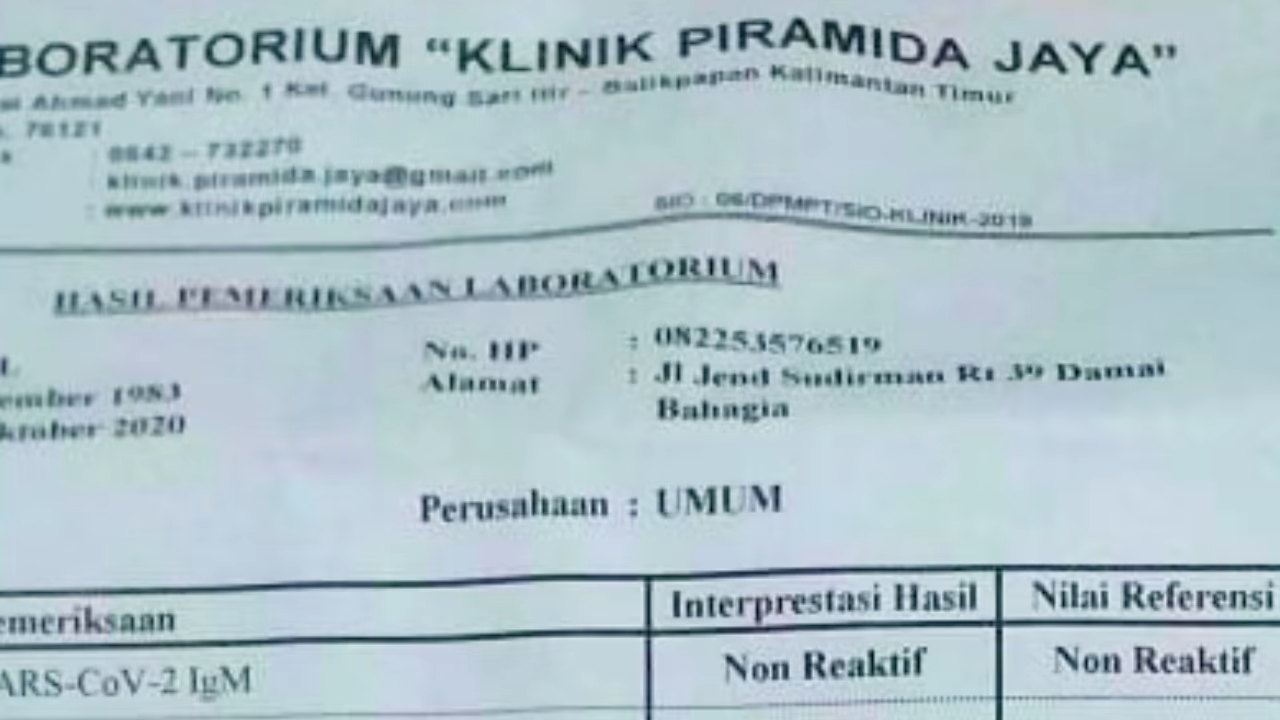 BORATORIUM “KLINIK PIRAMIDA JAYA”
Ahmad Yani No. 1 Kel. Gunung Sari Ilir – Balikpapan Kalimantan Timur
76121
: 0542 – 732270
: klinik.piramida.jaya@gmail.com
: www.klinikpiramidajaya.com
SIO : 06/DPMPT/SIO-KLINIK-2019
HASIL PEMERIKSAAN LABORATORIUM
No. HP : 082253576519
Alamat : Jl Jend Sudirman Rt 39 Damai
Bahagia
ember 1983
ktober 2020
Perusahaan : UMUM
emeriksaan Interprestasi Hasil Nilai Referensi
ARS-CoV-2 IgM Non Reaktif Non Reaktif